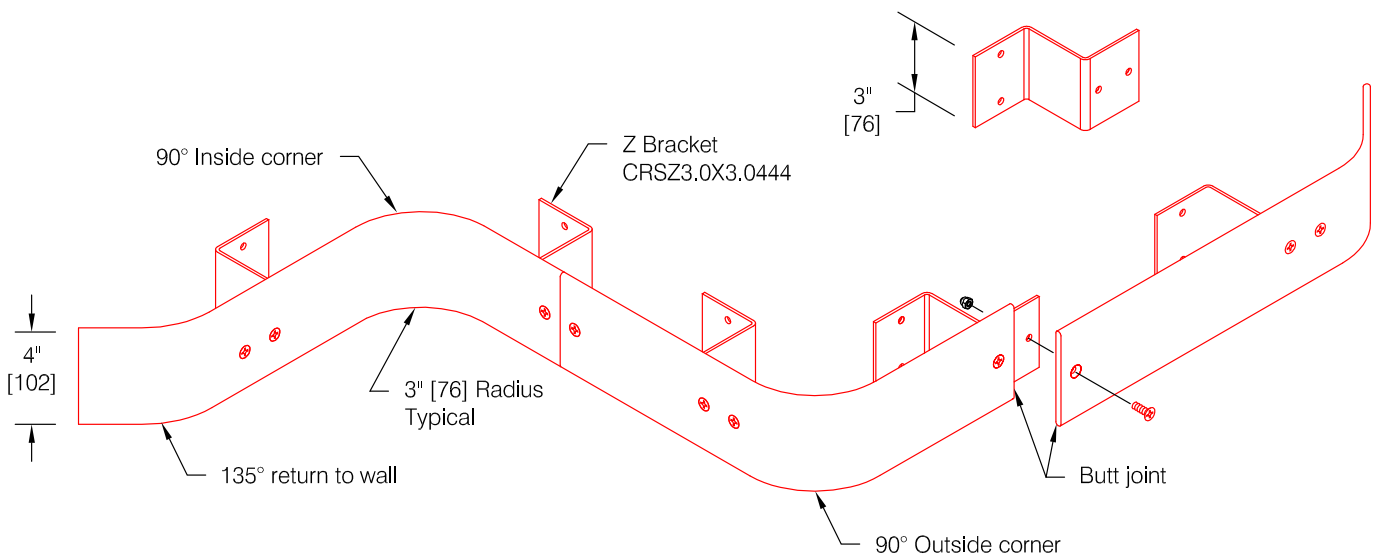 3"
[76]
Z Bracket
CRSZ3.0X3.0444
90° Inside corner
4"
[102]
3" [76] Radius
Typical
135° return to wall
Butt joint
90° Outside corner